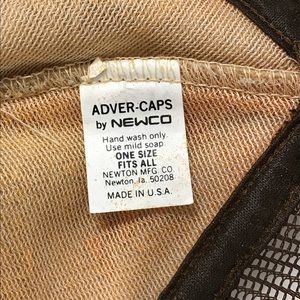 ADVER-CAPS
by NEWCO
Hand wash only
Use mild soap
ONE SIZE
FITS ALL
NEWTON MFG. CO.
Newton, Ia. 50208
MADE IN U.S.A.